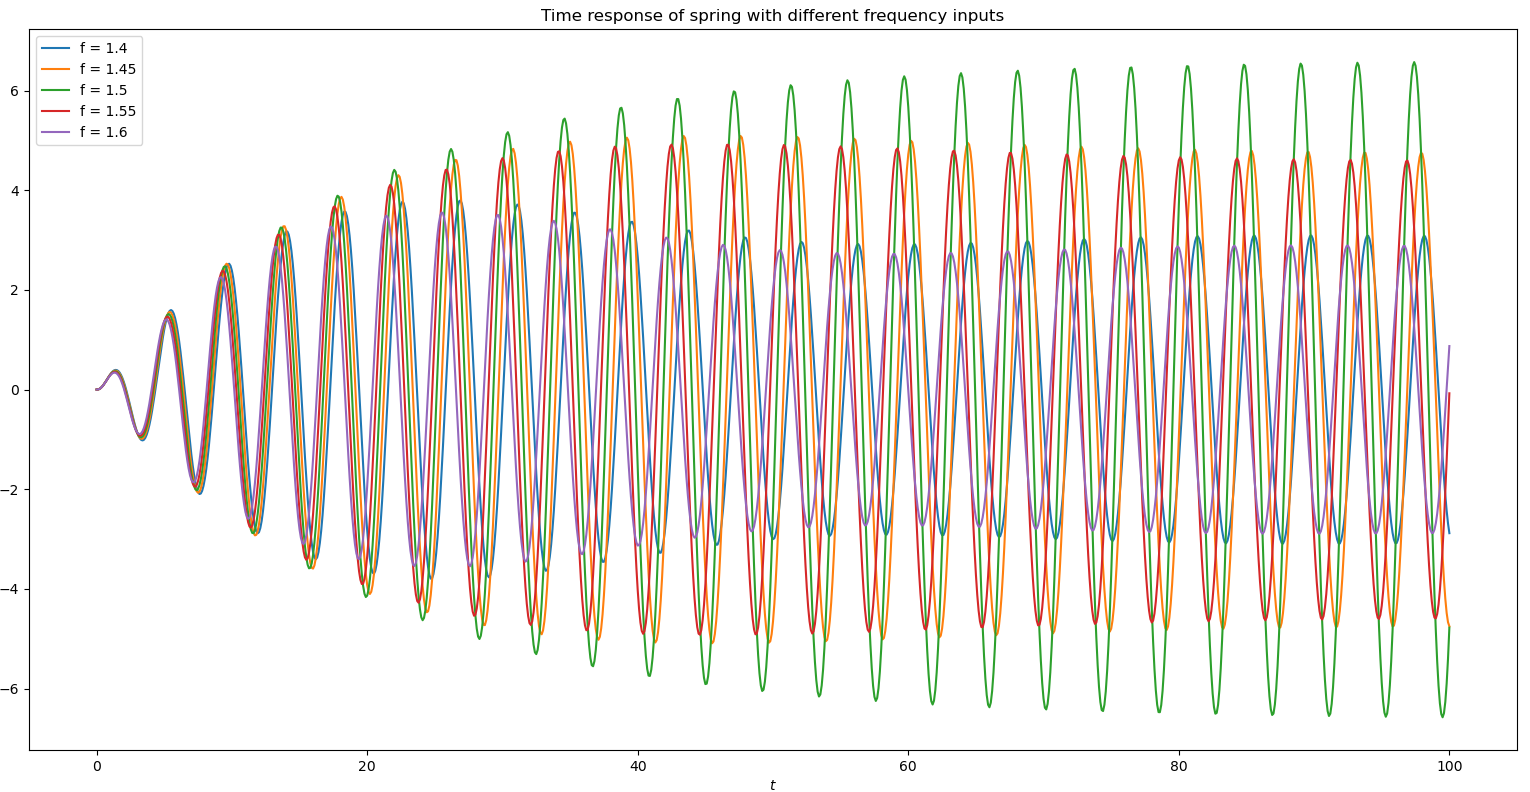 Time response of spring with different frequency inputs
f = 1.4
f = 1.45
f = 1.5
f = 1.55
f = 1.6
6
4
2
0
−2
−4
−6
0 20 40 60 80 100
t